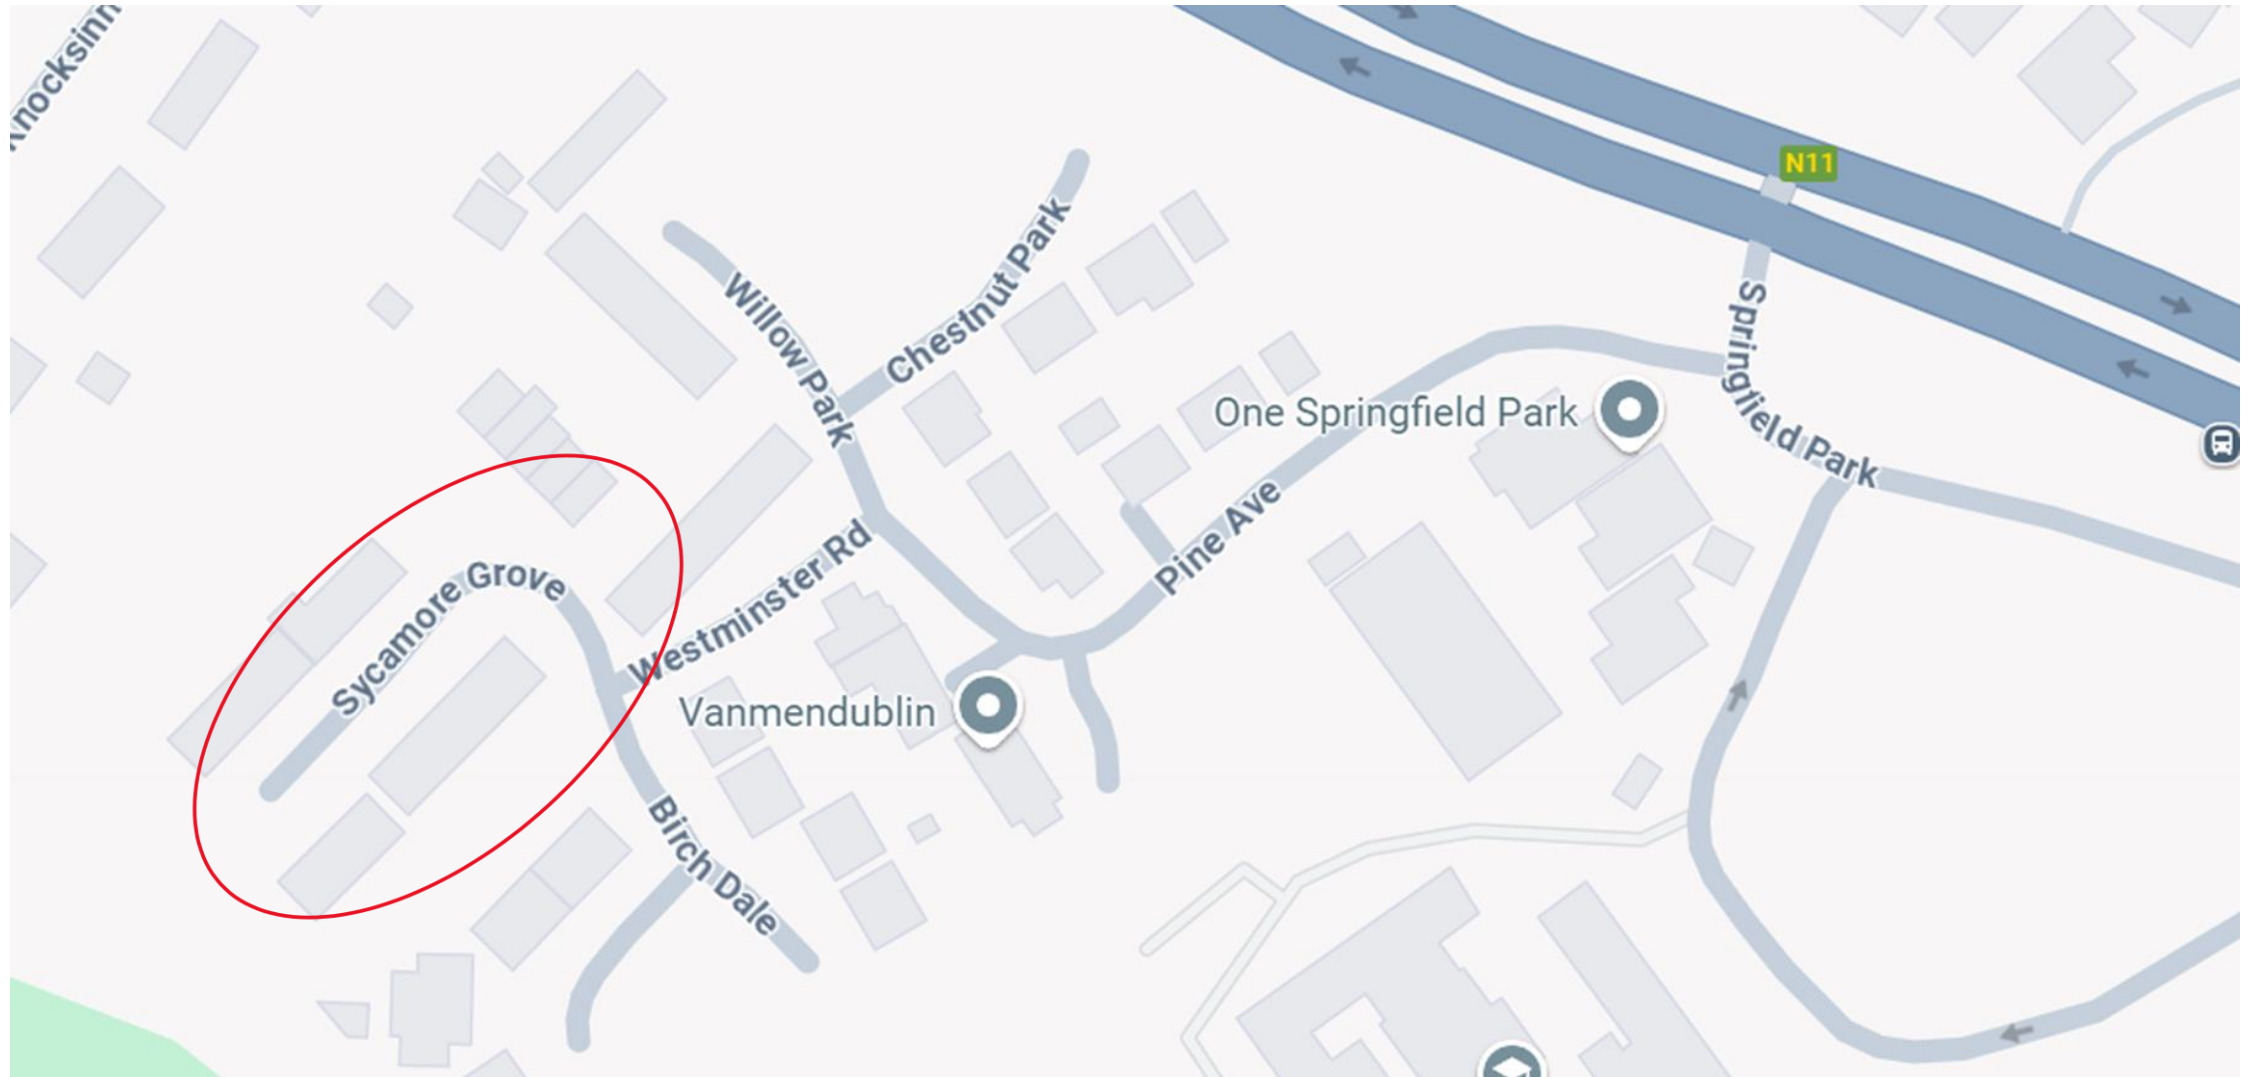 Knocksinn
N11
Willow Park
Chestnut Park
Springfield Park
One Springfield Park
Pine Ave
Westminster Rd
Sycamore Grove
Vanmendublin
Birch Dale